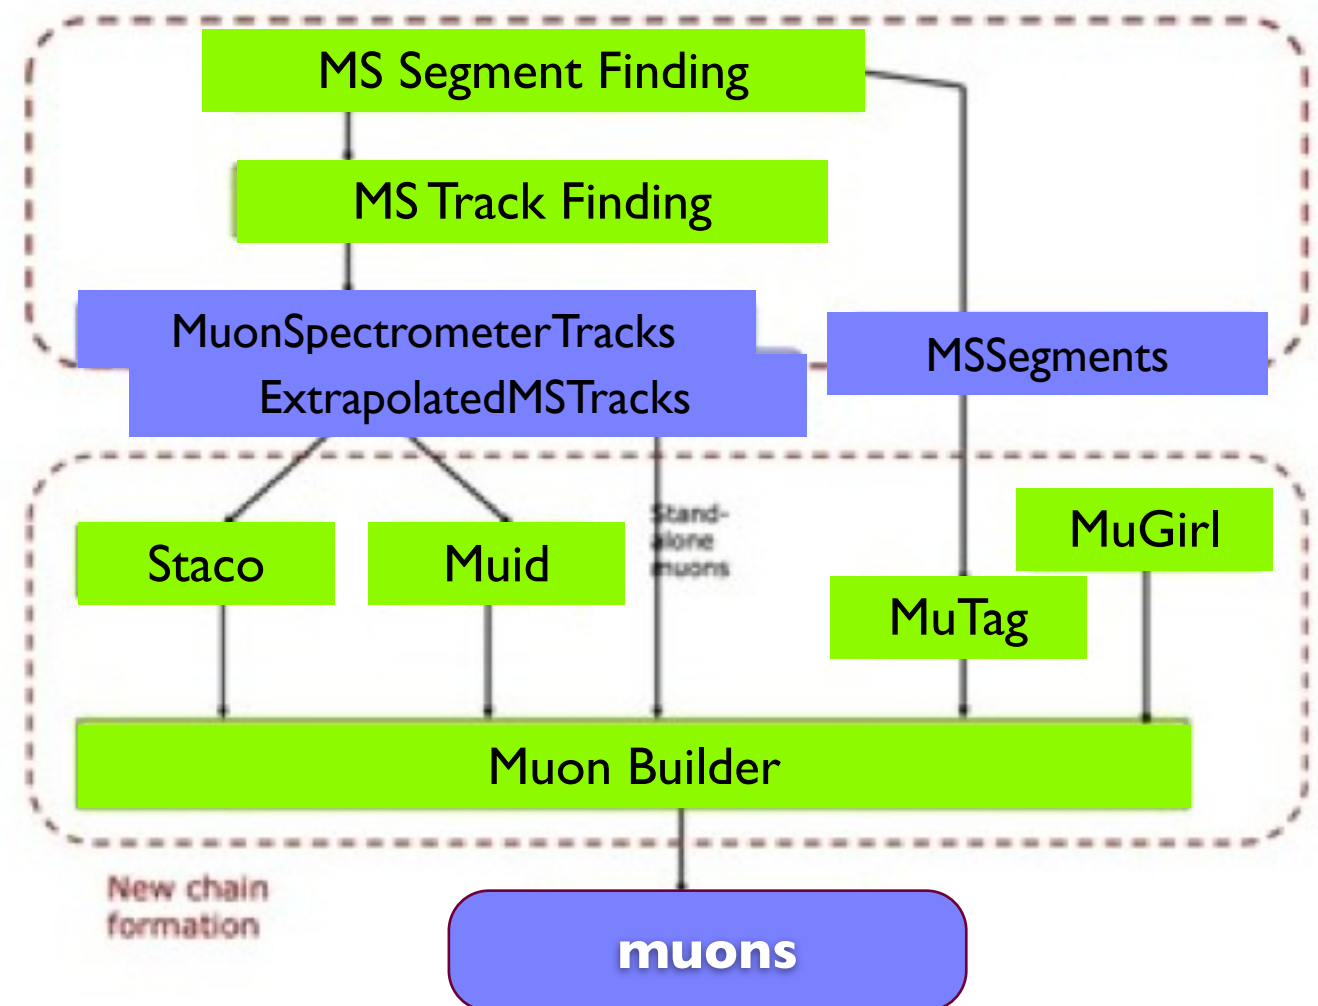 MS Segment Finding
MS Track Finding
MuonSpectrometerTracks
MSSegments
ExtrapolatedMSTracks
Stand-
alone
muons
MuGirl
Staco
Muid
MuTag
Muon Builder
New chain
formation
muons